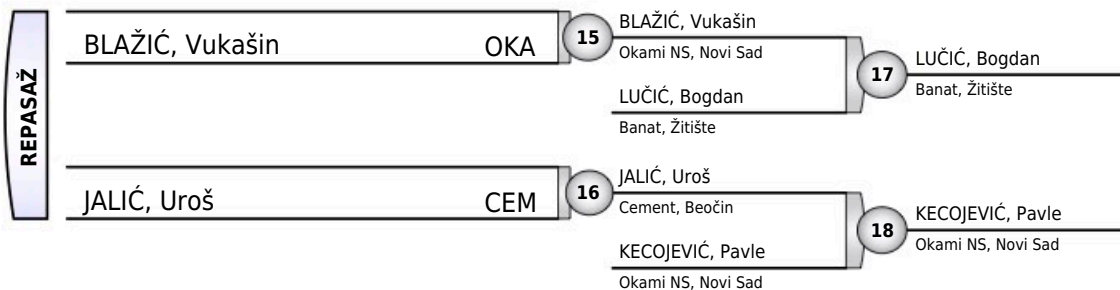 REPASAŽ
BLAŽIĆ, Vukašin OKA
15
BLAŽIĆ, Vukašin
Okami NS, Novi Sad
LUČIĆ, Bogdan
Banat, Žitište
17
LUČIĆ, Bogdan
Banat, Žitište
JALIĆ, Uroš CEM
16
JALIĆ, Uroš
Cement, Beočin
KECOJEVIĆ, Pavle
Okami NS, Novi Sad
18
KECOJEVIĆ, Pavle
Okami NS, Novi Sad